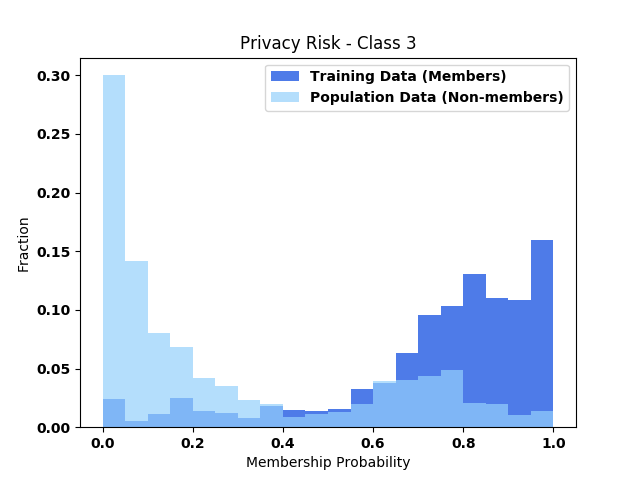 Privacy Risk - Class 3
Training Data (Members)
Population Data (Non-members)
0.30
0.25
0.20
0.15
0.10
0.05
0.00
Fraction
0.0 0.2 0.4 0.6 0.8 1.0
Membership Probability